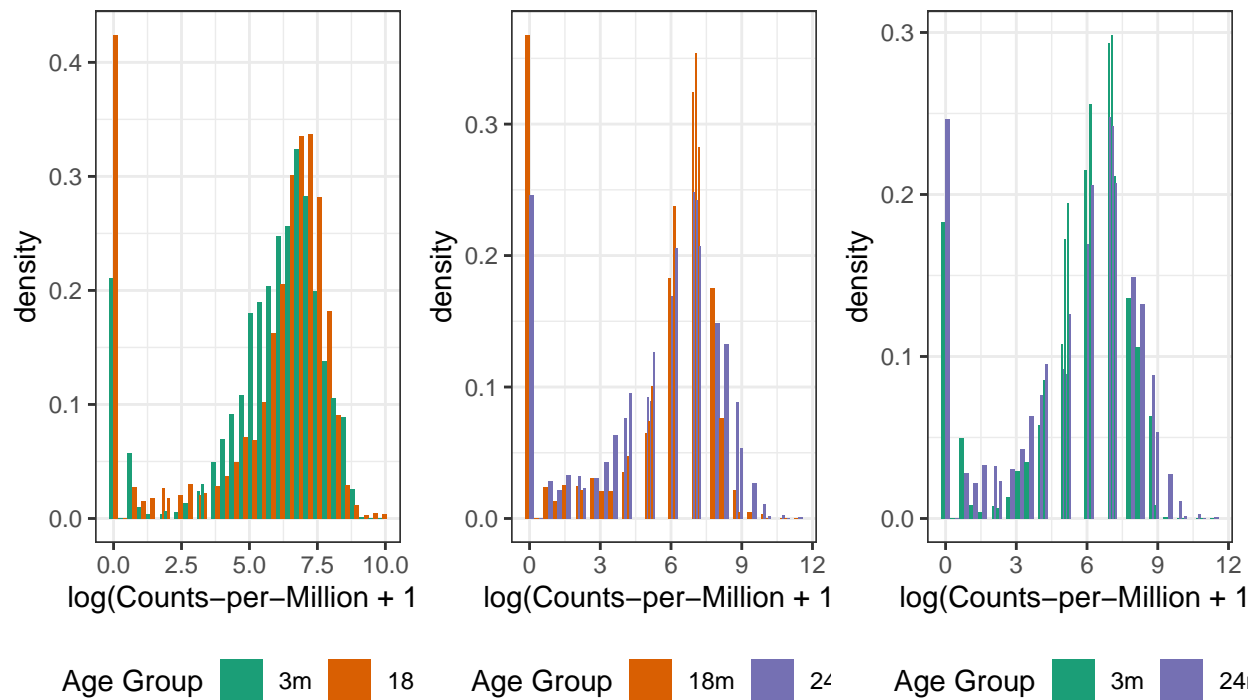 0.4
0.3
0.2
0.1
0.0
density
0.0 2.5 5.0 7.5 10.0
log(Counts−per−Million + 1
Age Group 3m 18
0.3
0.2
0.1
0.0
density
0 3 6 9 12
log(Counts−per−Million + 1
Age Group 18m 24
0.3
0.2
0.1
0.0
density
0 3 6 9 12
log(Counts−per−Million + 1
Age Group 3m 24